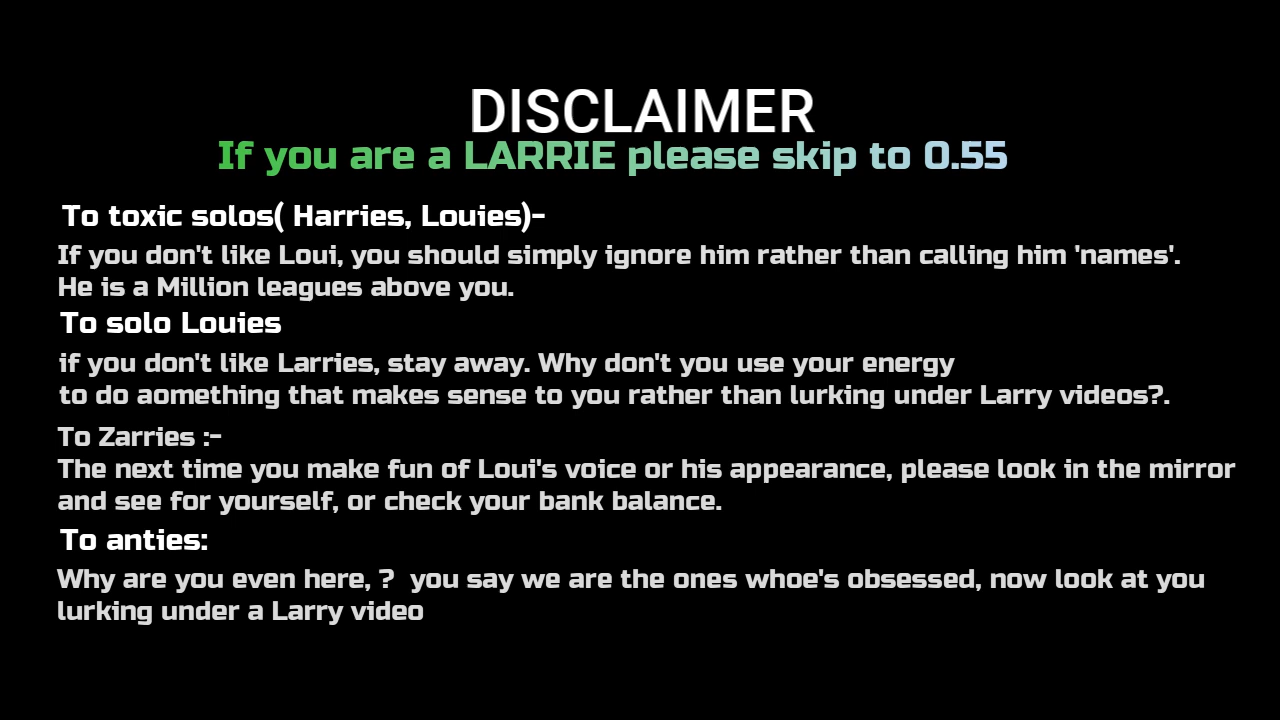 DISCLAIMER
If you are a LARRIE please skip to 0.55
To toxic solos( Harries, Louies)-
If you don't like Loui, you should simply ignore him rather than calling him 'names'.
He is a Million leagues above you.
To solo Louies
if you don't like Larries, stay away. Why don't you use your energy
to do aomething that makes sense to you rather than lurking under Larry videos?.
To Zarries :-
The next time you make fun of Loui's voice or his appearance, please look in the mirror
and see for yourself, or check your bank balance.
To anties:
Why are you even here, ?  you say we are the ones whoe's obsessed, now look at you
lurking under a Larry video